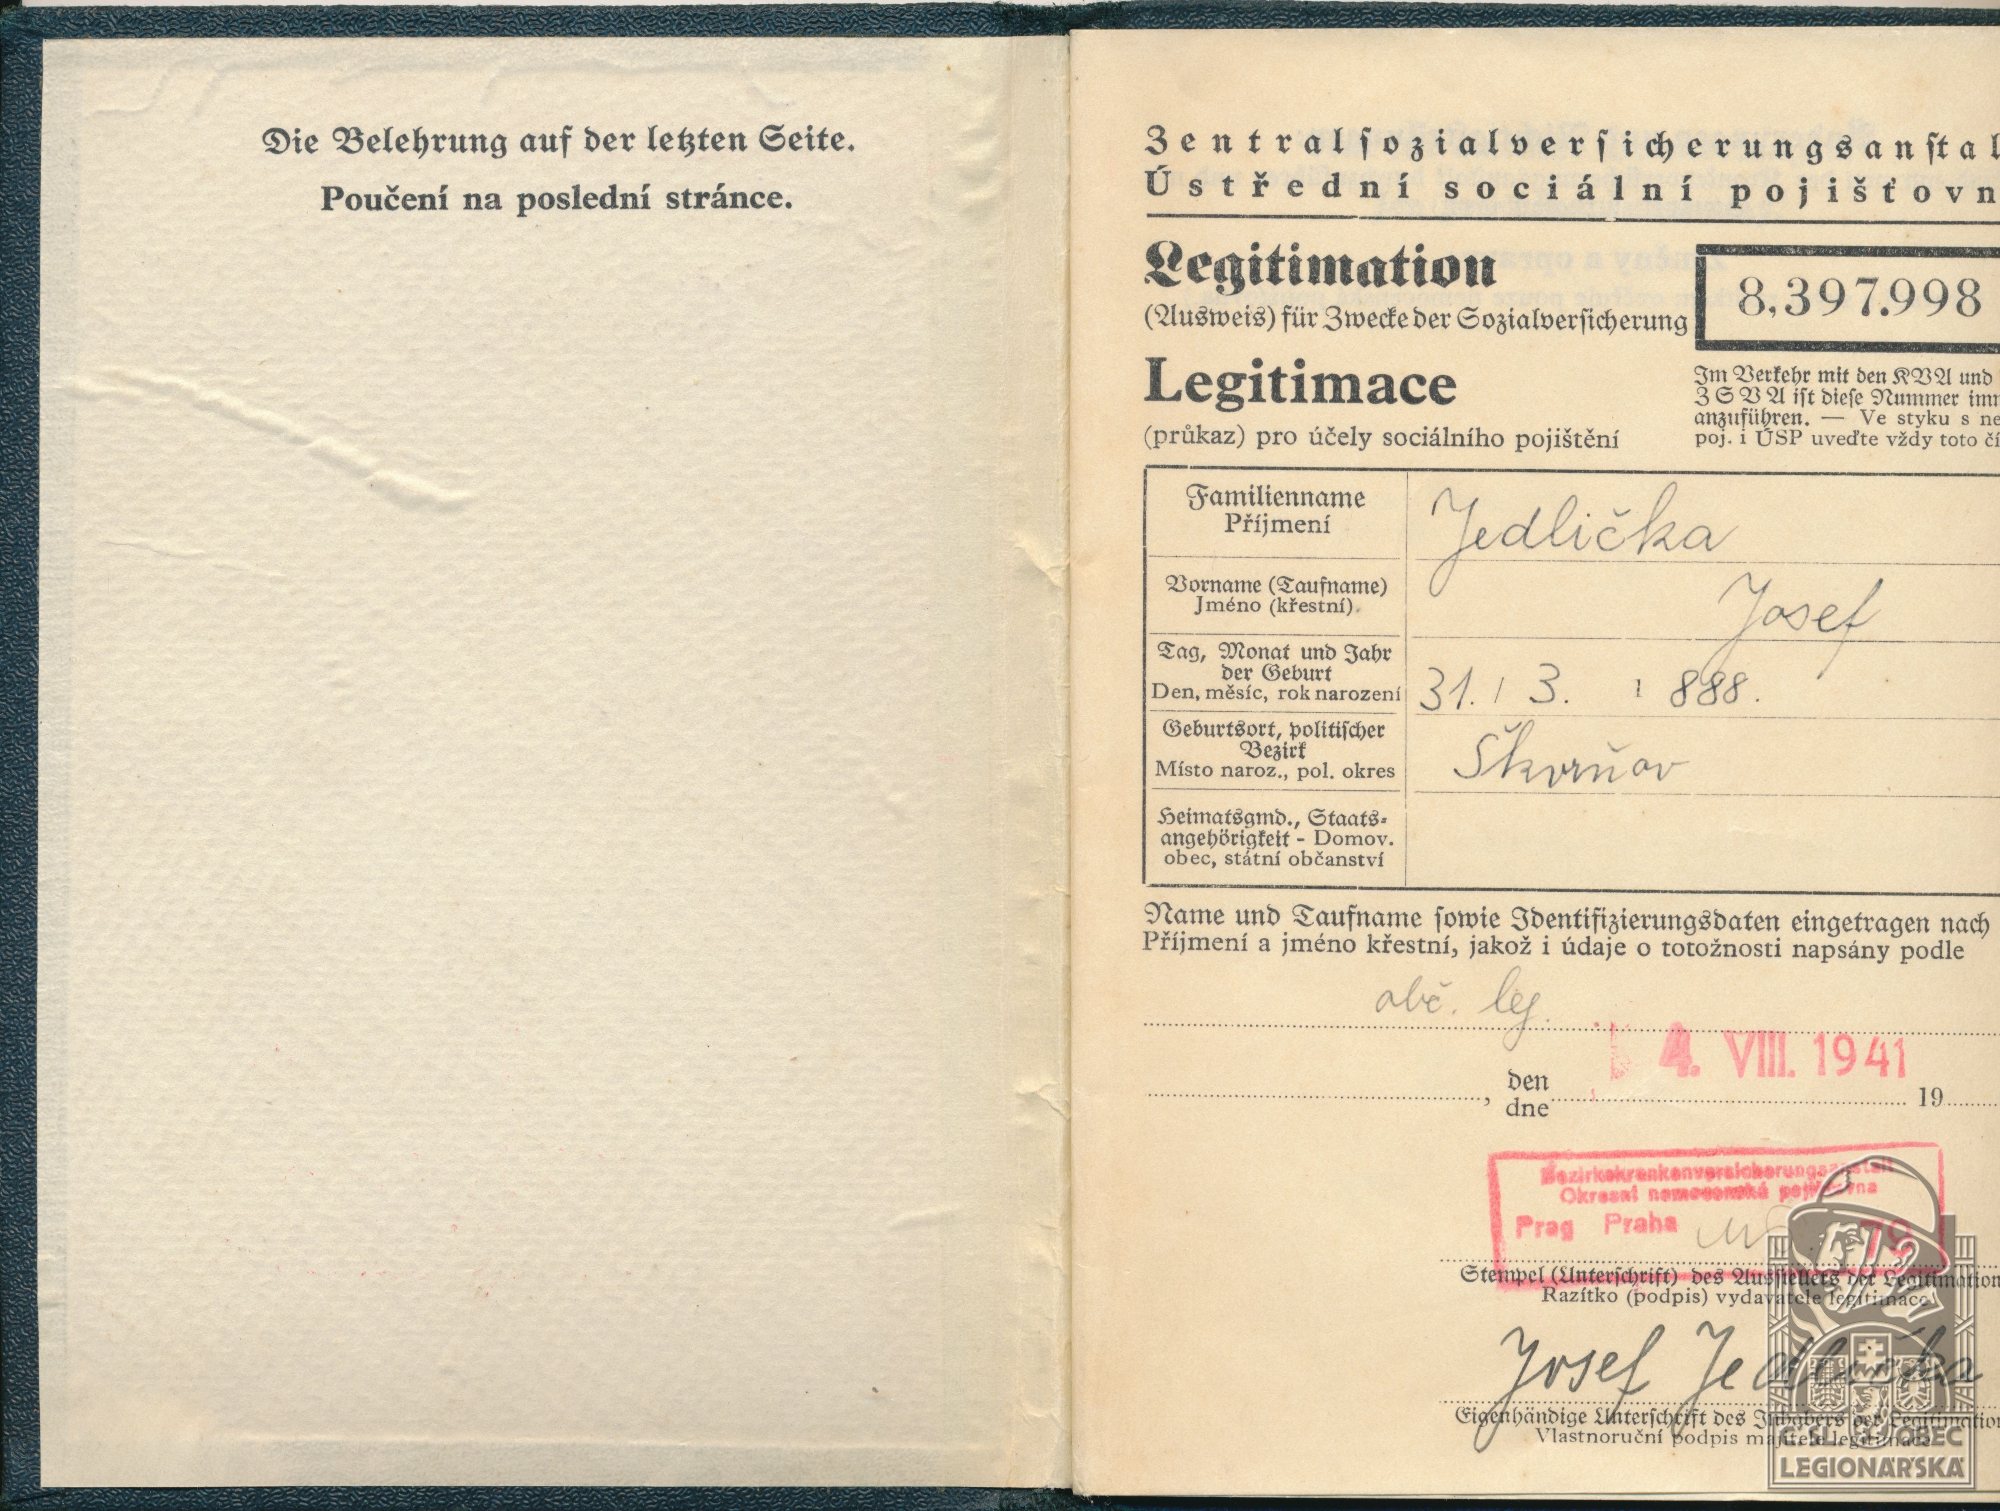 Die Belehrung auf der letzten Seite.
Poučení na poslední stránce.
Zentralsozialversicherungsanstal
Ústřední sociální pojišťovn
Legitimation
(Ausweis) für Zwecke der Sozialversicherung
8,397.998
Legitimace
(průkaz) pro účely sociálního pojištění
Im Verkehr mit den KVA und
ZSVA ist diese Nummer imm
anzuführen. — Ve styku s ne
poj. i ÚSP uveďte vždy toto čí
Familienname
Příjmení
Jedlička
Vorname (Taufname)
Jméno (křestní).
Josef
Tag, Monat und Jahr
der Geburt
Den, měsíc, rok narození
31. 3. 1888.
Geburtsort, politischer
Bezirk
Místo naroz., pol. okres
Škvrňov
Heimatsgmd., Staats-
angehörigkeit - Domov.
obec, státní občanství
Name und Taufname sowie Identifizierungsdaten eingetragen nach
Příjmení a jméno křestní, jakož i údaje o totožnosti napsány podle
obč. leg.
4. VIII. 1941
, den
dne
19
Bezirkskrankenversicherungsanstalt
Okresní nemocenská pojišťovna
Prag Praha 79
Stempel (Unterschrift) des Ausstellers der Legitimation
Razítko (podpis) vydavatele legitimace
Josef Jedlička
Eigenhändige Unterschrift des Inhabers der Legitimation
Vlastnoruční podpis majitele legitimace
Č.SL. OBEC
LEGIONÁŘSKÁ